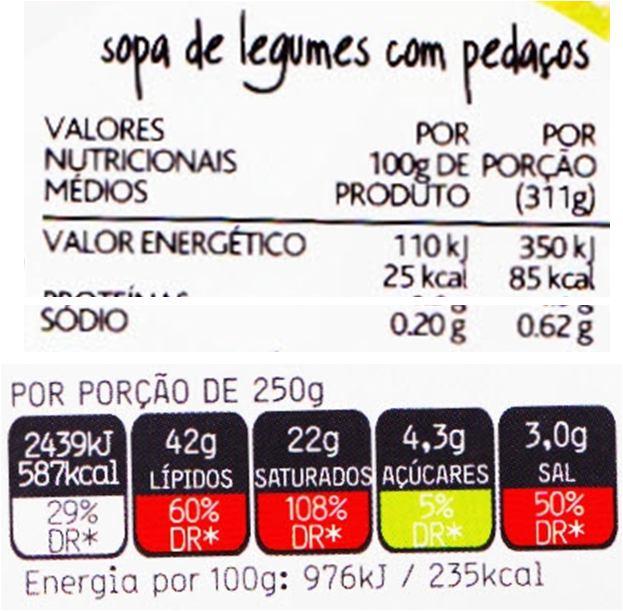 sopa de legumes com pedaços
VALORES NUTRICIONAIS MÉDIOS POR 100g DE PRODUTO POR PORÇÃO (311g)
VALOR ENERGÉTICO 110 kJ 350 kJ
25 kcal 85 kcal
PROTEÍNAS
SÓDIO 0.20 g 0.62 g
POR PORÇÃO DE 250g
2439kJ 42g 22g 4,3g 3,0g
587kcal LÍPIDOS SATURADOS AÇÚCARES SAL
29% 60% 108% 5% 50%
DR* DR* DR* DR* DR*
Energia por 100g: 976kJ / 235kcal